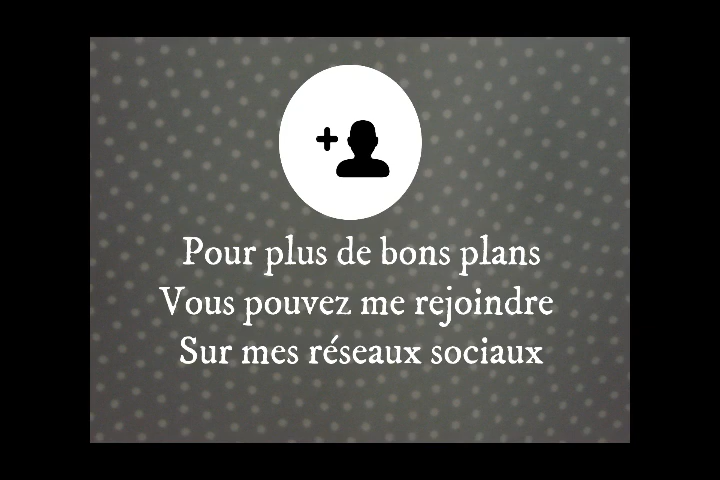 Pour plus de bons plans
Vous pouvez me rejoindre
Sur mes réseaux sociaux